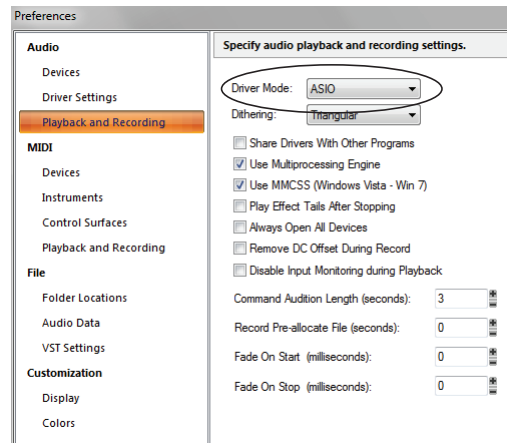 Preferences
Audio
Devices
Driver Settings
Playback and Recording
MIDI
Devices
Instruments
Control Surfaces
Playback and Recording
File
Folder Locations
Audio Data
VST Settings
Customization
Display
Colors
Specify audio playback and recording settings.
Driver Mode: ASIO
Dithering: Triangular
Share Drivers With Other Programs
Use Multiprocessing Engine
Use MMCSS (Windows Vista - Win 7)
Play Effect Tails After Stopping
Always Open All Devices
Remove DC Offset During Record
Disable Input Monitoring during Playback
Command Audition Length (seconds): 3
Record Pre-allocate File (seconds): 0
Fade On Start (milliseconds): 0
Fade On Stop (milliseconds): 0